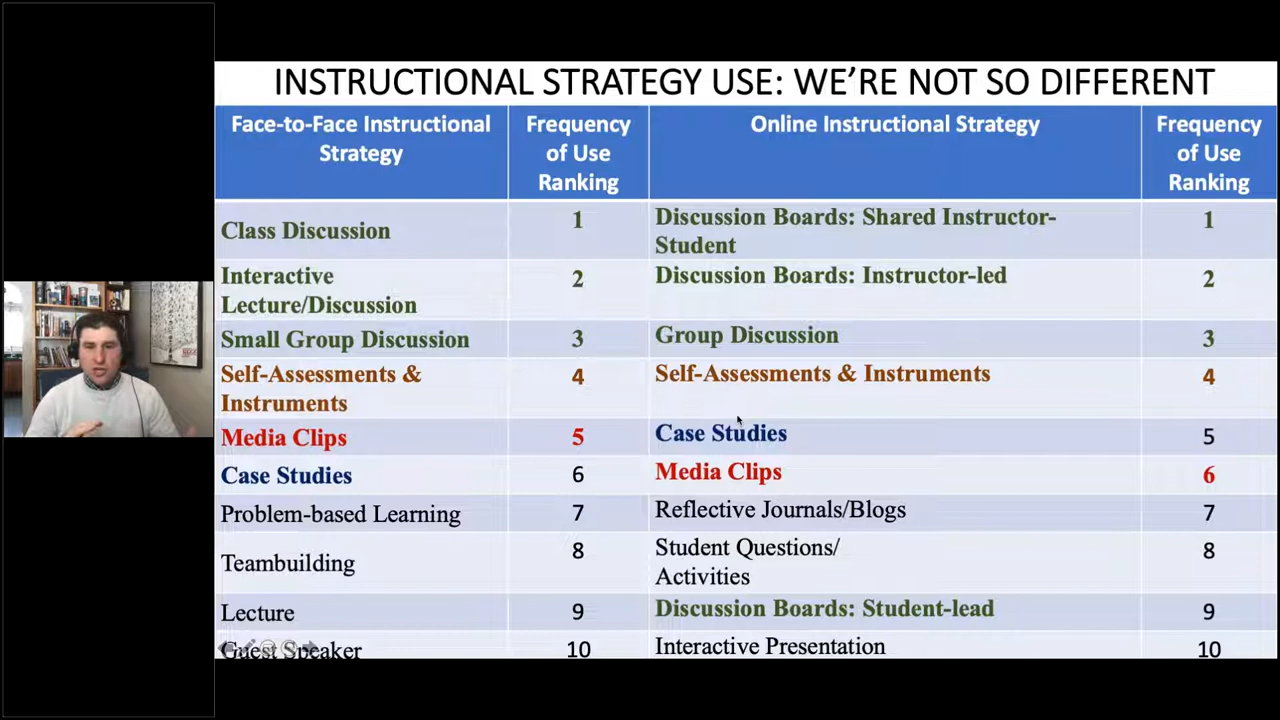 INSTRUCTIONAL STRATEGY USE: WE'RE NOT SO DIFFERENT
Face-to-Face Instructional
Strategy
Frequency
of Use
Ranking
Online Instructional Strategy
Frequency
of Use
Ranking
Class Discussion
1
Discussion Boards: Shared Instructor-
Student
1
Interactive
Lecture/Discussion
2
Discussion Boards: Instructor-led
2
Small Group Discussion
3
Group Discussion
3
Self-Assessments &
Instruments
4
Self-Assessments & Instruments
4
Media Clips
5
Case Studies
5
Case Studies
6
Media Clips
6
Problem-based Learning
7
Reflective Journals/Blogs
7
Teambuilding
8
Student Questions/
Activities
8
Lecture
9
Discussion Boards: Student-lead
9
Guest Speaker
10
Interactive Presentation
10